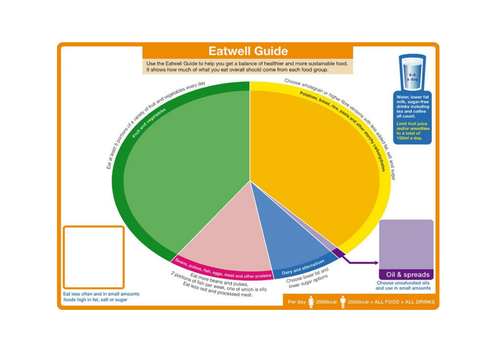 Eatwell Guide
Use the Eatwell Guide to help you get a balance of healthier and more sustainable food.
It shows how much of what you eat overall should come from each food group.
6-8
a day
Water, lower fat
milk, sugar-free
drinks including
tea and coffee
all count.
Limit fruit juice
and/or smoothies
to a total of
150ml a day.
Eat at least 5 portions of a variety of fruit and vegetables every day
Fruit and vegetables
Choose wholegrain or higher fibre versions with less added fat, salt and sugar
Potatoes, bread, rice, pasta and other starchy carbohydrates
Beans, pulses, fish, eggs, meat and other proteins
Eat more beans and pulses,
2 portions of fish per week, one of which is oily.
Eat less red and processed meat.
Dairy and alternatives
Choose lower fat and
lower sugar options
Oil & spreads
Choose unsaturated oils
and use in small amounts
Eat less often and in small amounts
foods high in fat, salt or sugar
Per day 2000kcal 2500kcal = ALL FOOD + ALL DRINKS